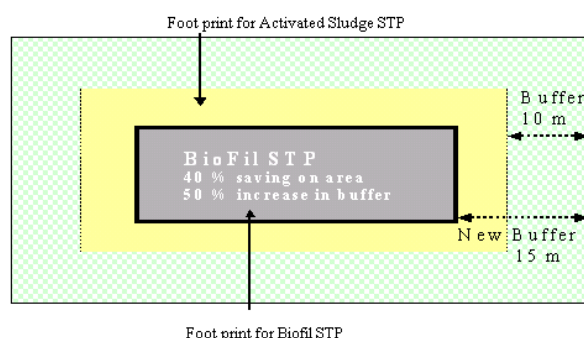 Foot print for Activated Sludge STP
Buffer
10 m
BioFil STP
40 % saving on area
50 % increase in buffer
New Buffer
15 m
Foot print for Biofil STP